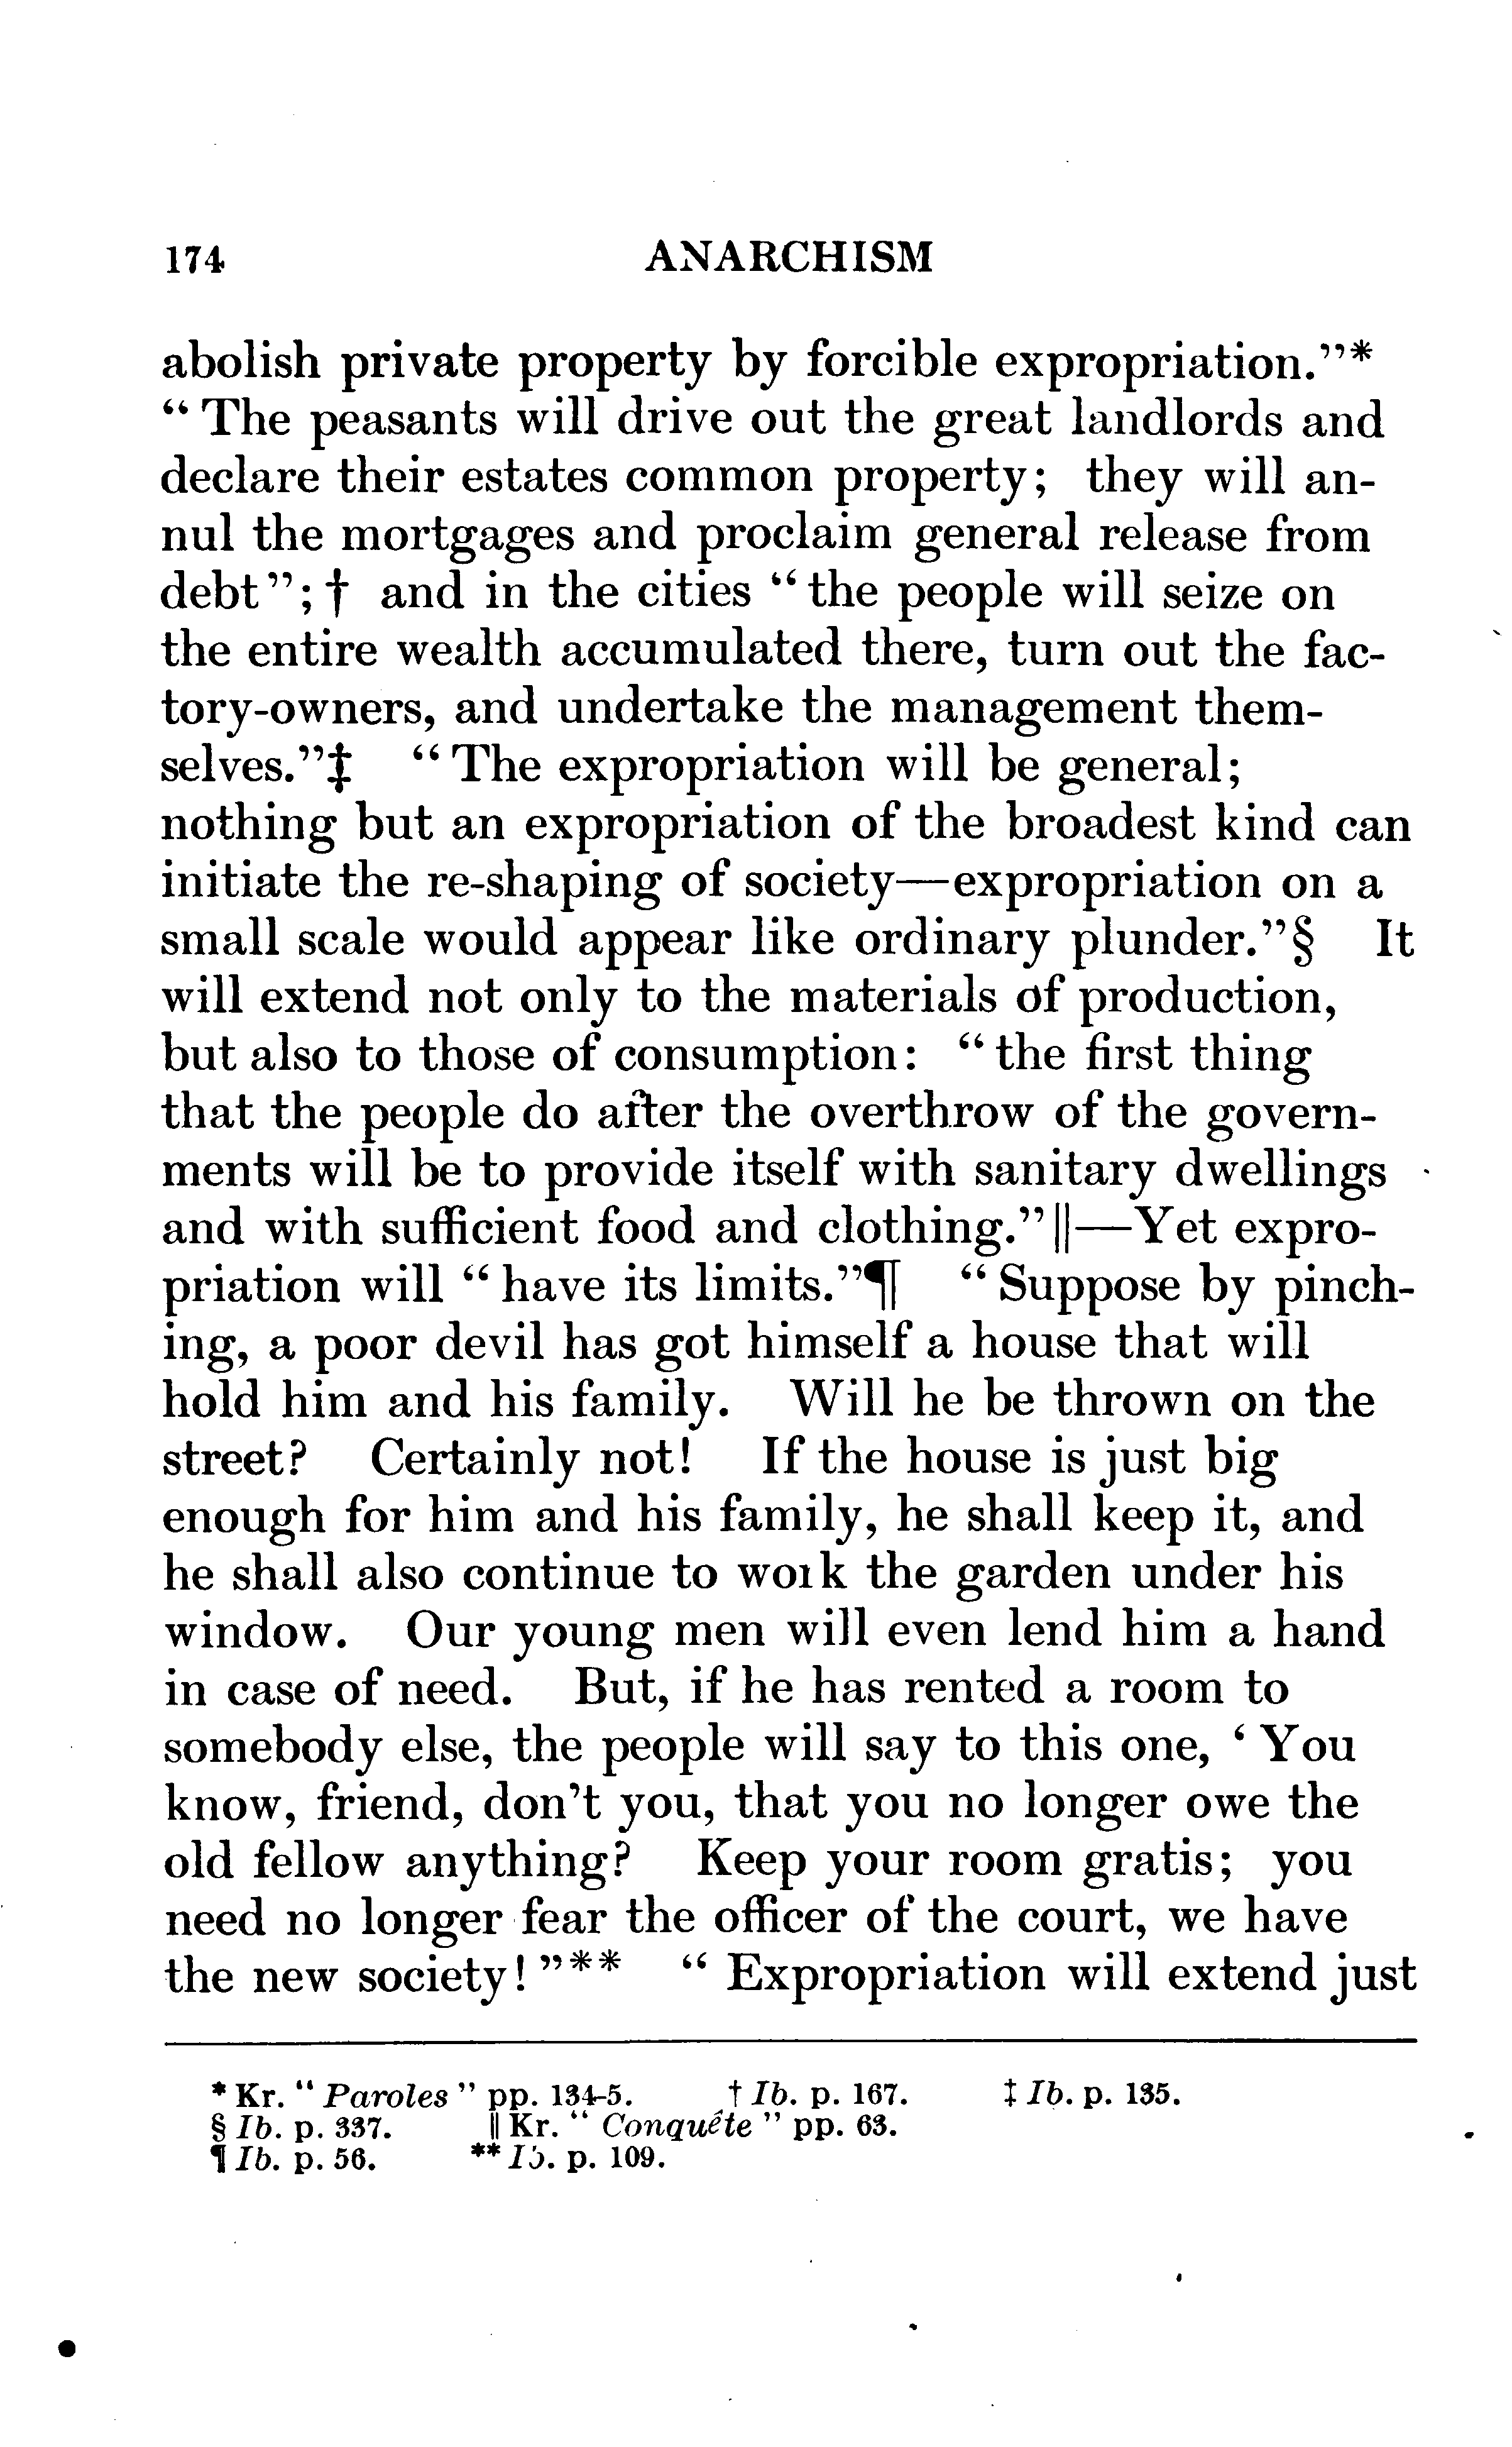 174 ANARCHISM
abolish private property by forcible expropriation."*
"The peasants will drive out the great landlords and
declare their estates common property; they will an-
nul the mortgages and proclaim general release from
debt"; † and in the cities "the people will seize on
the entire wealth accumulated there, turn out the fac-
tory-owners, and undertake the management them-
selves."‡ "The expropriation will be general;
nothing but an expropriation of the broadest kind can
initiate the re-shaping of society—expropriation on a
small scale would appear like ordinary plunder."§ It
will extend not only to the materials of production,
but also to those of consumption: "the first thing
that the people do after the overthrow of the govern-
ments will be to provide itself with sanitary dwellings
and with sufficient food and clothing."‖—Yet expro-
priation will "have its limits."¶ "Suppose by pinch-
ing, a poor devil has got himself a house that will
hold him and his family. Will he be thrown on the
street? Certainly not! If the house is just big
enough for him and his family, he shall keep it, and
he shall also continue to work the garden under his
window. Our young men will even lend him a hand
in case of need. But, if he has rented a room to
somebody else, the people will say to this one, 'You
know, friend, don't you, that you no longer owe the
old fellow anything? Keep your room gratis; you
need no longer fear the officer of the court, we have
the new society!"** "Expropriation will extend just
* Kr. "Paroles" pp. 134-5. † Ib. p. 167. ‡ Ib. p. 135.
§ Ib. p. 337. ‖ Kr. "Conquête" pp. 63.
¶ Ib. p. 56. ** Ib. p. 109.